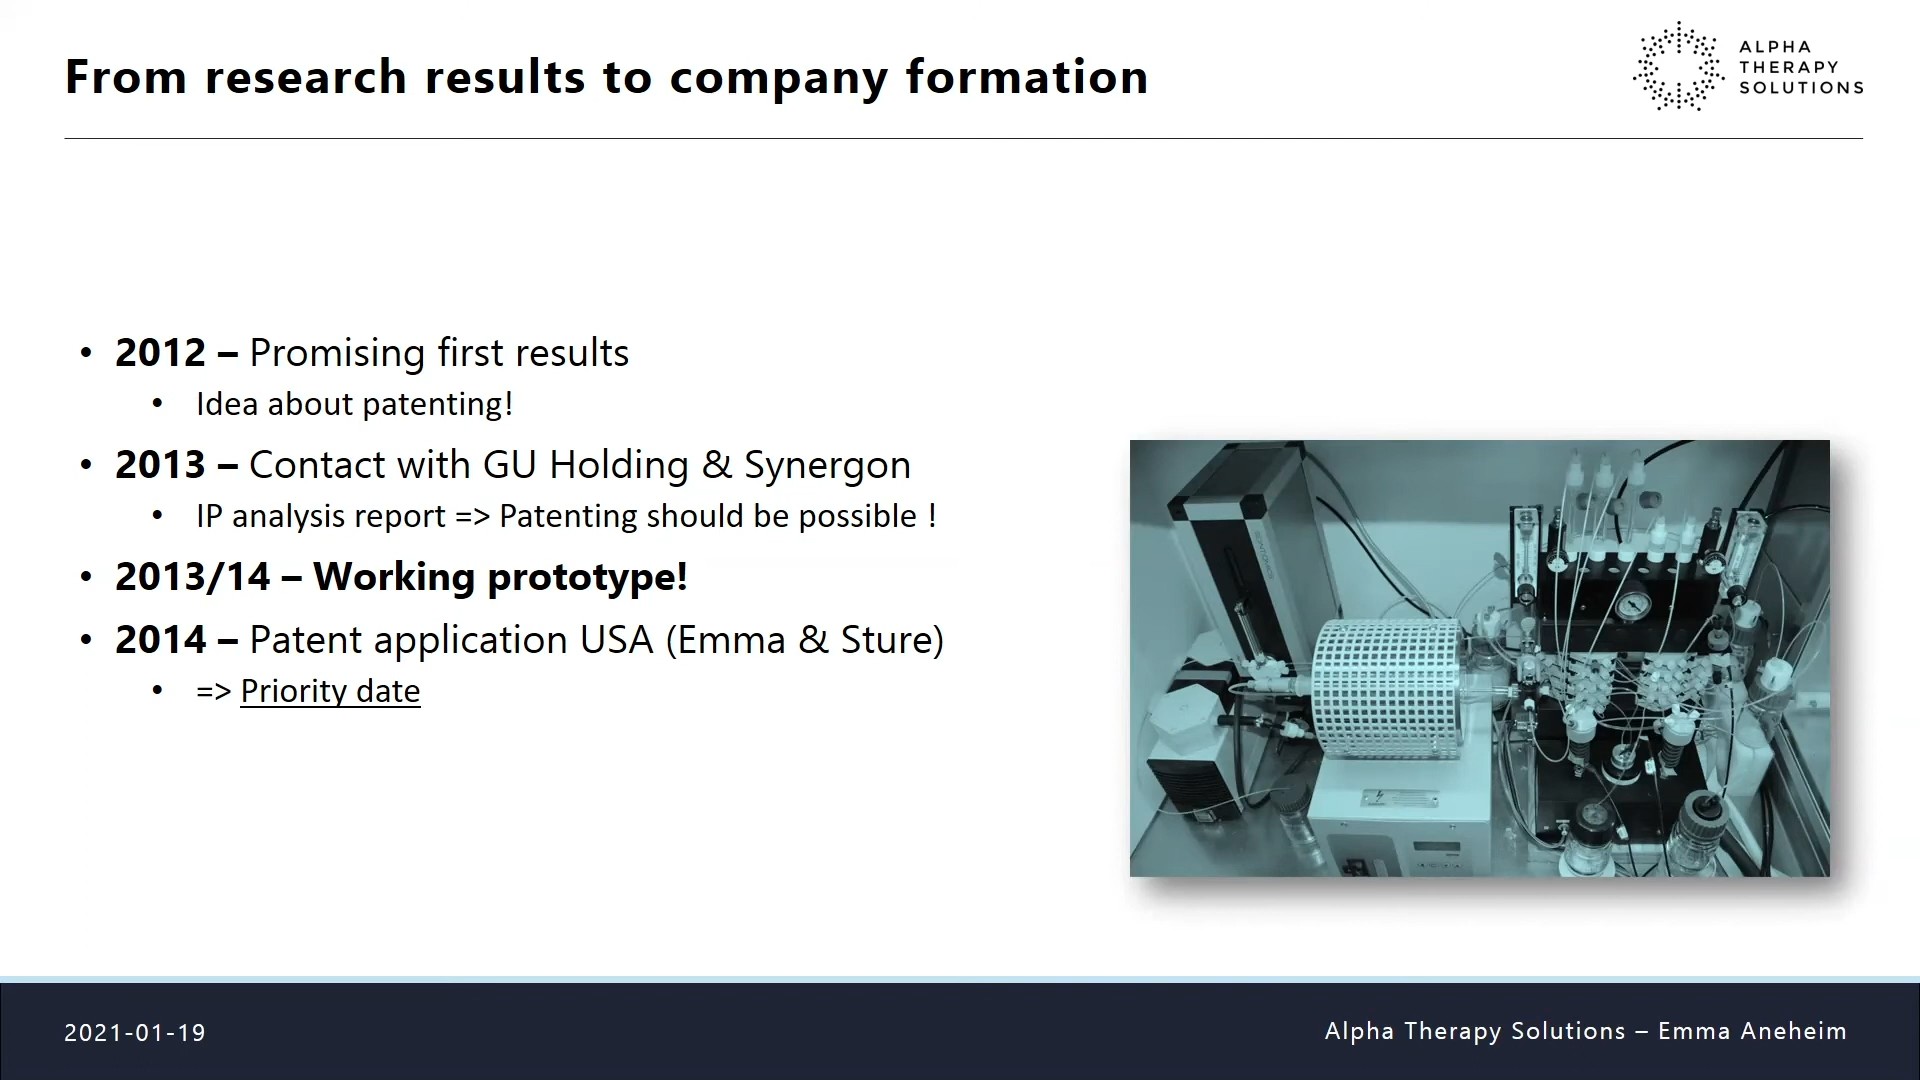 From research results to company formation
ALPHA
THERAPY
SOLUTIONS
• 2012 – Promising first results
• Idea about patenting!
• 2013 – Contact with GU Holding & Synergon
• IP analysis report => Patenting should be possible !
• 2013/14 – Working prototype!
• 2014 – Patent application USA (Emma & Sture)
• => Priority date
2021-01-19
Alpha Therapy Solutions – Emma Aneheim